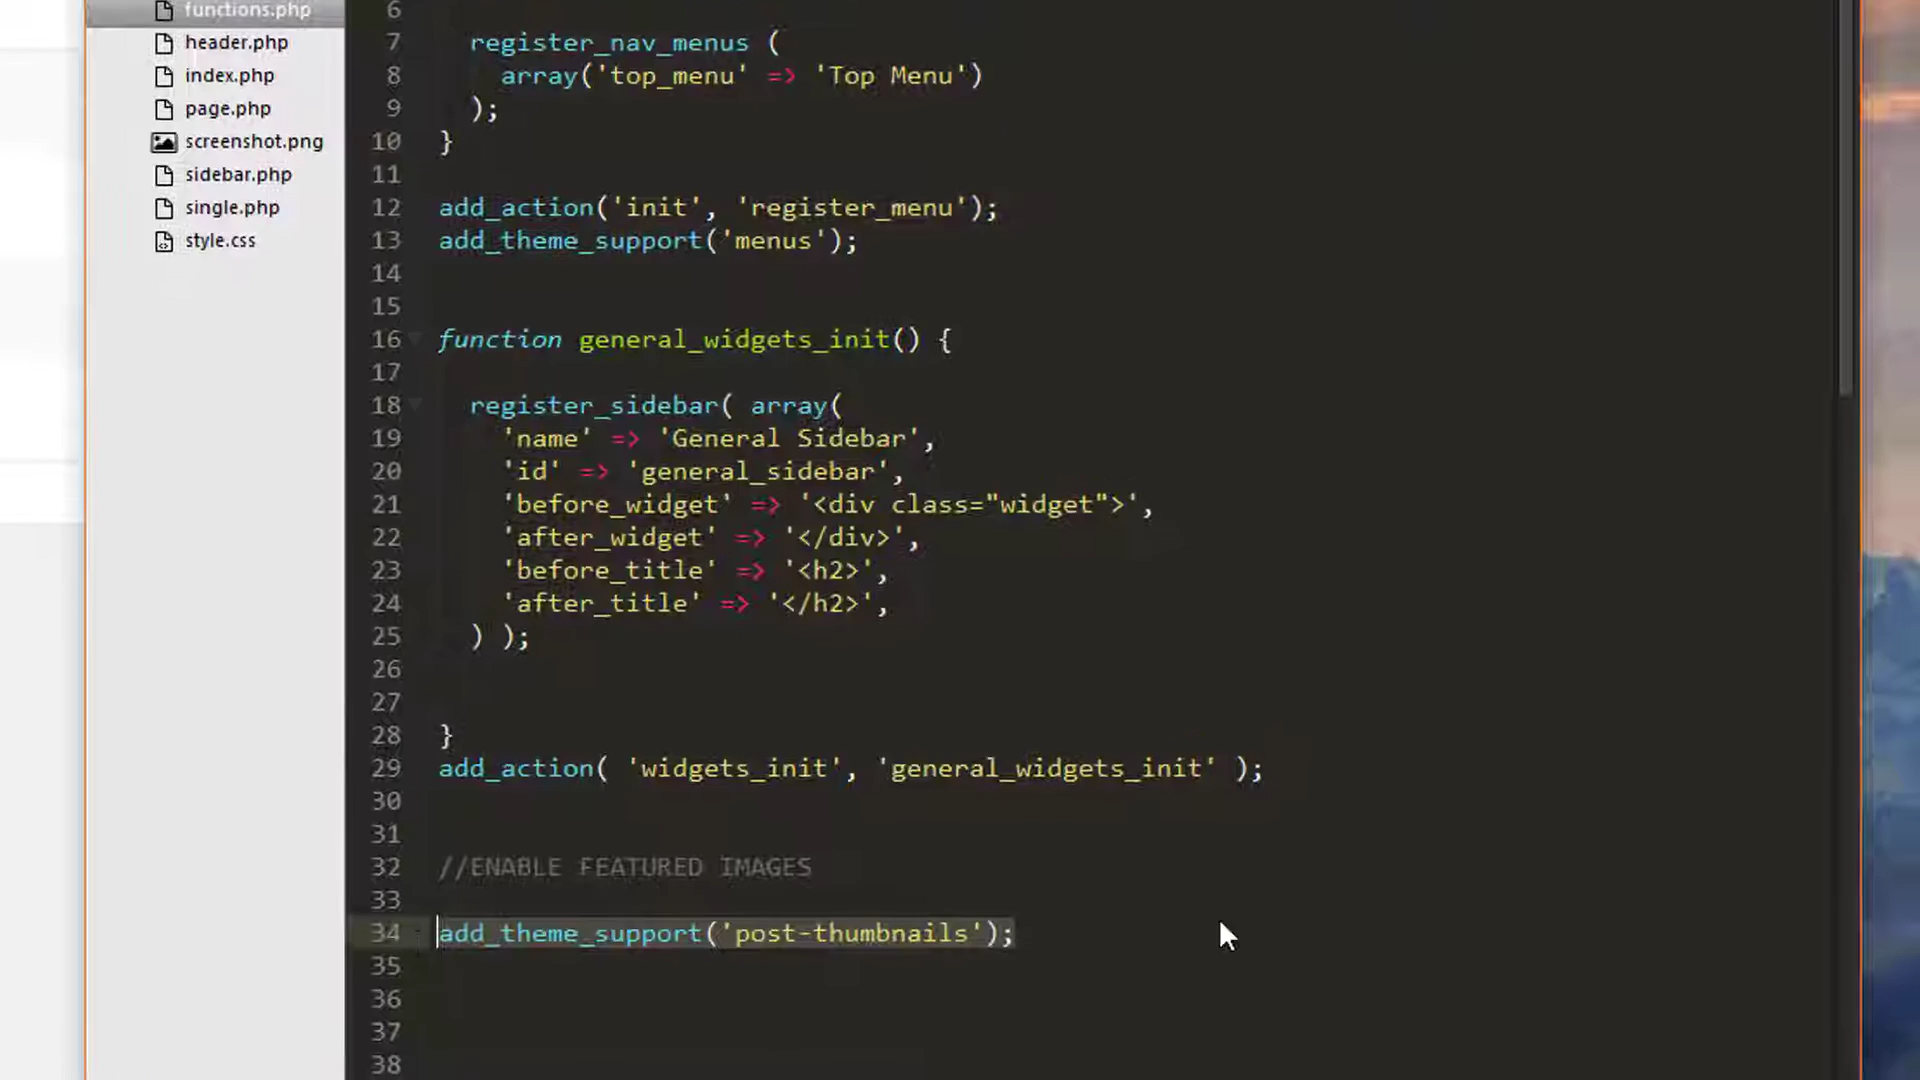 functions.php
header.php
index.php
page.php
screenshot.png
sidebar.php
single.php
style.css
6
7 register_nav_menus (
8 array('top_menu' => 'Top Menu')
9 );
10 }
11
12 add_action('init', 'register_menu');
13 add_theme_support('menus');
14
15
16 function general_widgets_init() {
17
18 register_sidebar( array(
19 'name' => 'General Sidebar',
20 'id' => 'general_sidebar',
21 'before_widget' => '<div class="widget">',
22 'after_widget' => '</div>',
23 'before_title' => '<h2>',
24 'after_title' => '</h2>',
25 ) );
26
27
28 }
29 add_action( 'widgets_init', 'general_widgets_init' );
30
31
32 //ENABLE FEATURED IMAGES
33
34 add_theme_support('post-thumbnails');
35
36
37
38